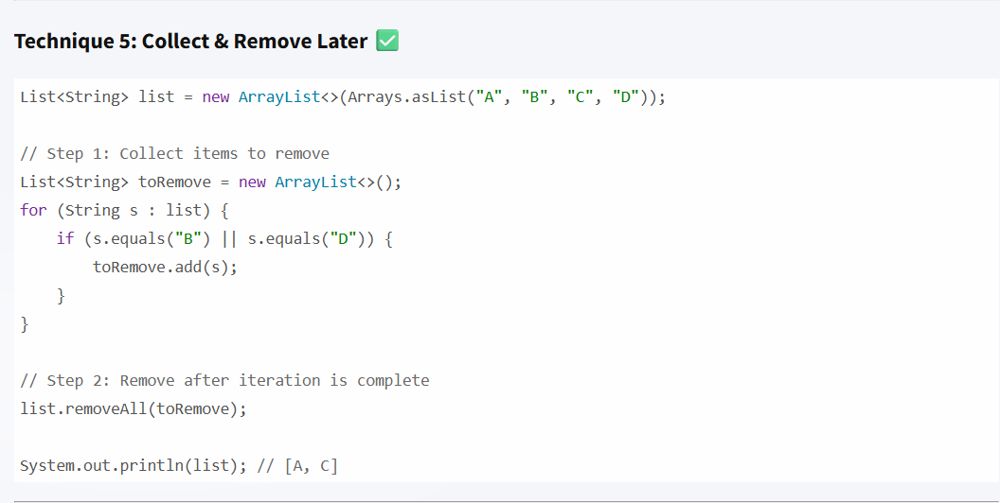 Technique 5: Collect & Remove Later ✅
List<String> list = new ArrayList<>(Arrays.asList("A", "B", "C", "D"));
// Step 1: Collect items to remove
List<String> toRemove = new ArrayList<>();
for (String s : list) {
    if (s.equals("B") || s.equals("D")) {
        toRemove.add(s);
    }
}
// Step 2: Remove after iteration is complete
list.removeAll(toRemove);
System.out.println(list); // [A, C]